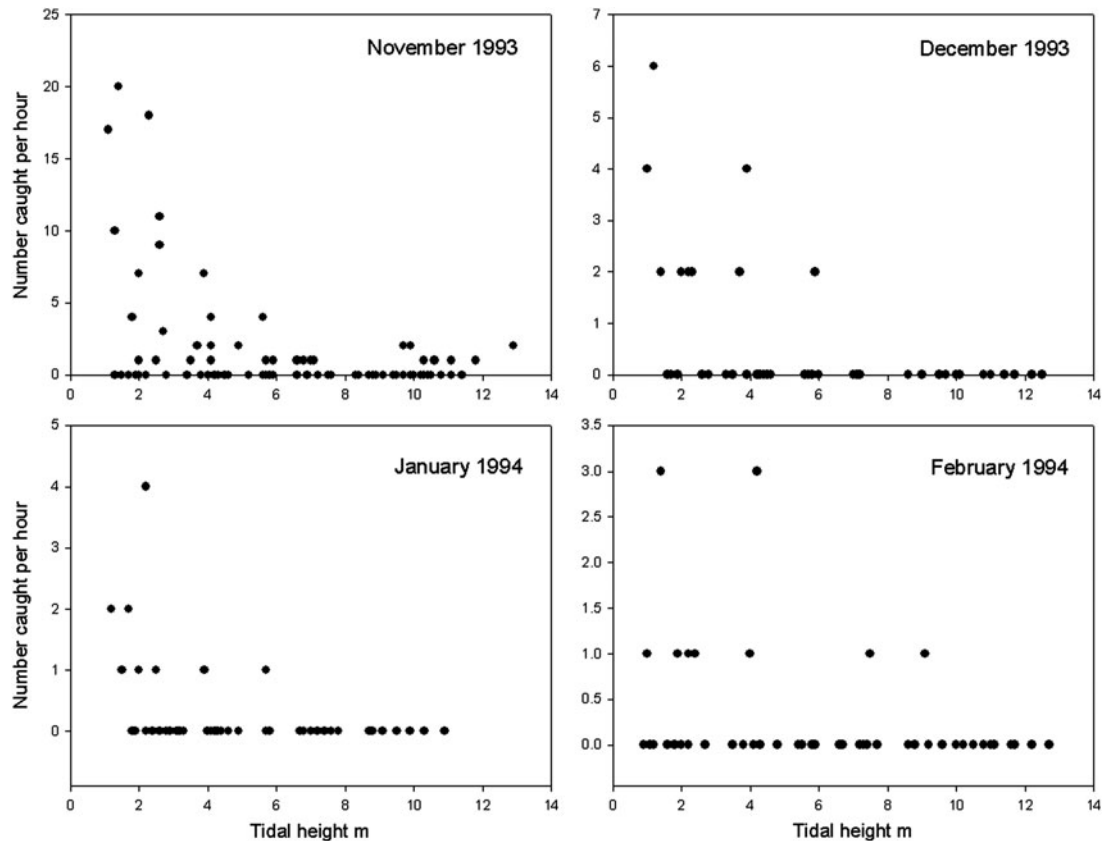 November 1993
Number caught per hour
25
20
15
10
5
0
0 2 4 6 8 10 12 14
December 1993
7
6
5
4
3
2
1
0
0 2 4 6 8 10 12 14
January 1994
Number caught per hour
5
4
3
2
1
0
0 2 4 6 8 10 12 14
Tidal height m
February 1994
3.5
3.0
2.5
2.0
1.5
1.0
0.5
0.0
0 2 4 6 8 10 12 14
Tidal height m